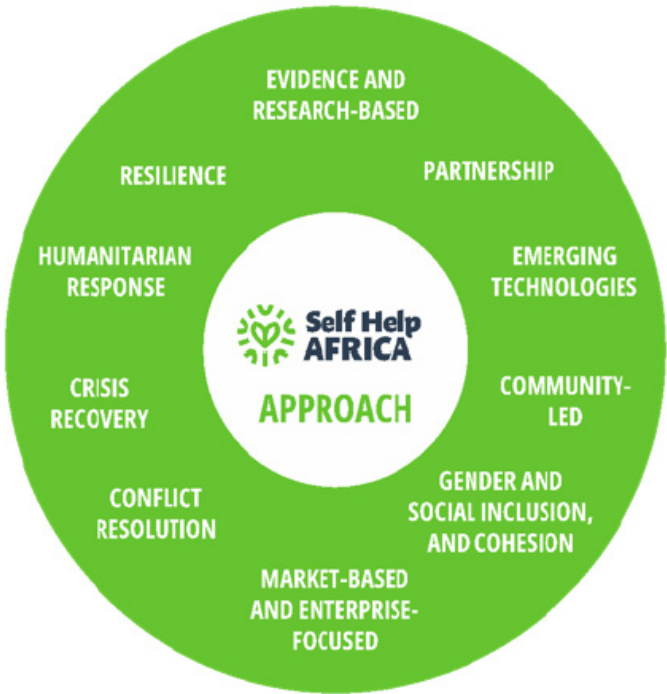 EVIDENCE AND
RESEARCH-BASED
PARTNERSHIP
EMERGING
TECHNOLOGIES
COMMUNITY-
LED
GENDER AND
SOCIAL INCLUSION,
AND COHESION
MARKET-BASED
AND ENTERPRISE-
FOCUSED
CONFLICT
RESOLUTION
CRISIS
RECOVERY
HUMANITARIAN
RESPONSE
RESILIENCE
Self Help
AFRICA
APPROACH